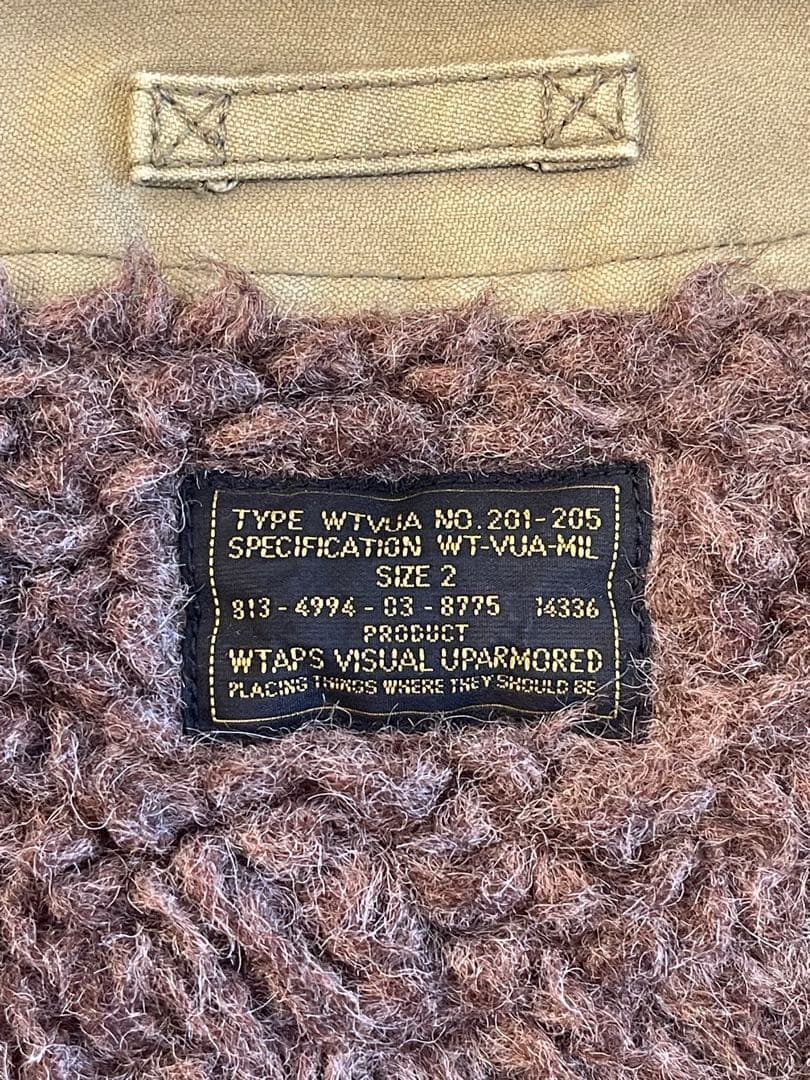 TYPE WTVUA NO.201-205
SPECIFICATION WT-VUA-MIL
SIZE 2
813-4994-03-8775 14336
PRODUCT
WTAPS VISUAL UPARMORED
PLACING THINGS WHERE THEY SHOULD BE